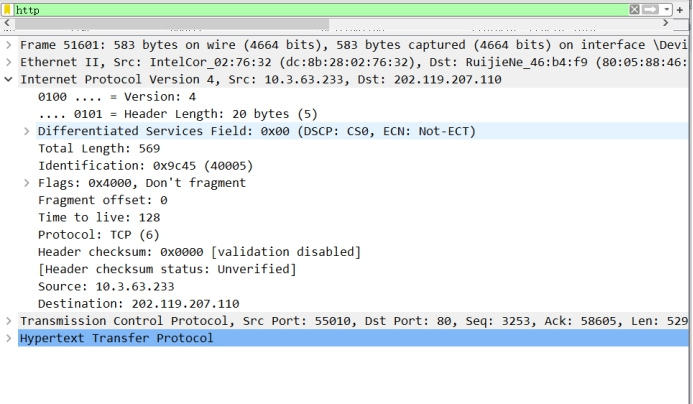 http
Frame 51601: 583 bytes on wire (4664 bits), 583 bytes captured (4664 bits) on interface \Devi
Ethernet II, Src: IntelCor_02:76:32 (dc:8b:28:02:76:32), Dst: RuijieNe_46:b4:f9 (80:05:88:46:
Internet Protocol Version 4, Src: 10.3.63.233, Dst: 202.119.207.110
0100 .... = Version: 4
.... 0101 = Header Length: 20 bytes (5)
Differentiated Services Field: 0x00 (DSCP: CS0, ECN: Not-ECT)
Total Length: 569
Identification: 0x9c45 (40005)
Flags: 0x4000, Don't fragment
Fragment offset: 0
Time to live: 128
Protocol: TCP (6)
Header checksum: 0x0000 [validation disabled]
[Header checksum status: Unverified]
Source: 10.3.63.233
Destination: 202.119.207.110
Transmission Control Protocol, Src Port: 55010, Dst Port: 80, Seq: 3253, Ack: 58605, Len: 529
Hypertext Transfer Protocol